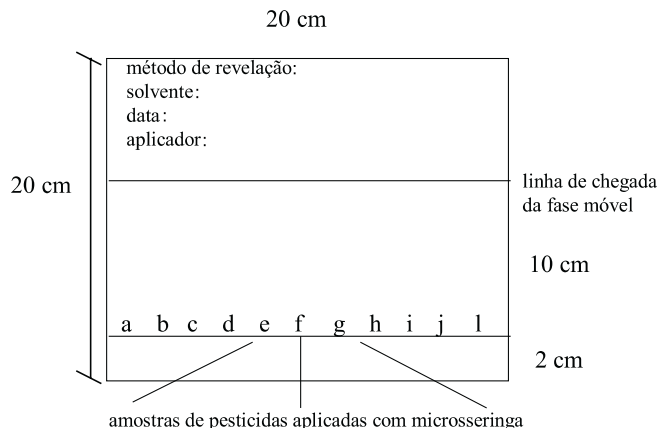 20 cm
método de revelação:
solvente:
data:
aplicador:
20 cm
linha de chegada
da fase móvel
10 cm
a b c d e f g h i j l
2 cm
amostras de pesticidas aplicadas com microsseringa